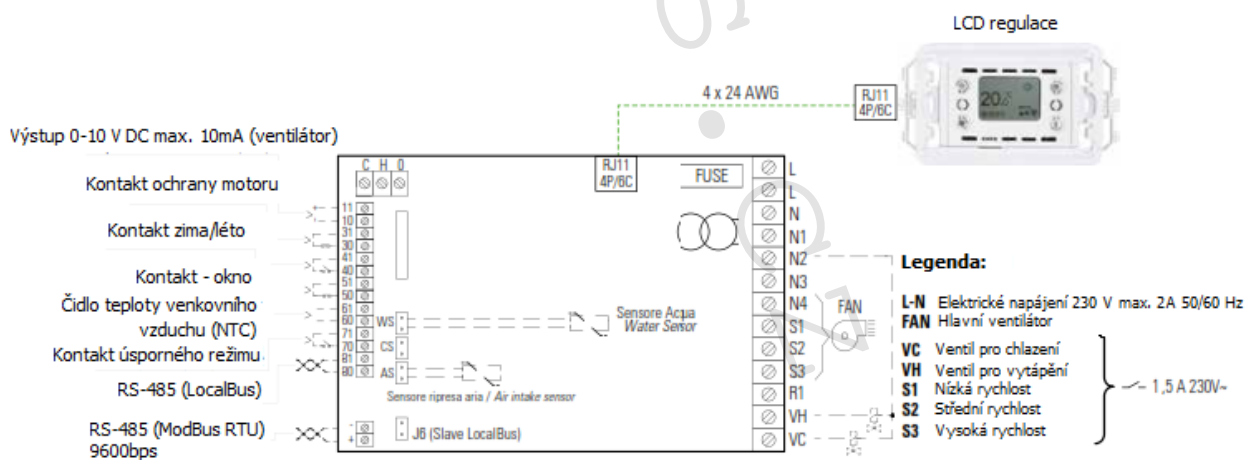 LCD regulace
4 x 24 AWG
RJ11
4P/6C
20.
Výstup 0-10 V DC max. 10mA (ventilátor)
Kontakt ochrany motoru
Kontakt zima/léto
Kontakt - okno
Čidlo teploty venkovního
vzduchu (NTC)
Kontakt úsporného režimu
RS-485 (LocalBus)
RS-485 (ModBus RTU)
9600bps
C H 0
RJ11
4P/6C
FUSE
11
10
31
30
41
40
51
50
61
60
71
70
81
80
-
+
WS
CS
AS
Sensore Acqua
Water Sensor
Sensore ripresa aria / Air intake sensor
J6 (Slave LocalBus)
L
L
N
N1
N2
N3
N4
S1
S2
S3
R1
VH
VC
FAN
Legenda:
L-N Elektrické napájení 230 V max. 2A 50/60 Hz
FAN Hlavní ventilátor
VC Ventil pro chlazení
VH Ventil pro vytápění
S1 Nízká rychlost
S2 Střední rychlost
S3 Vysoká rychlost
1,5 A 230V~